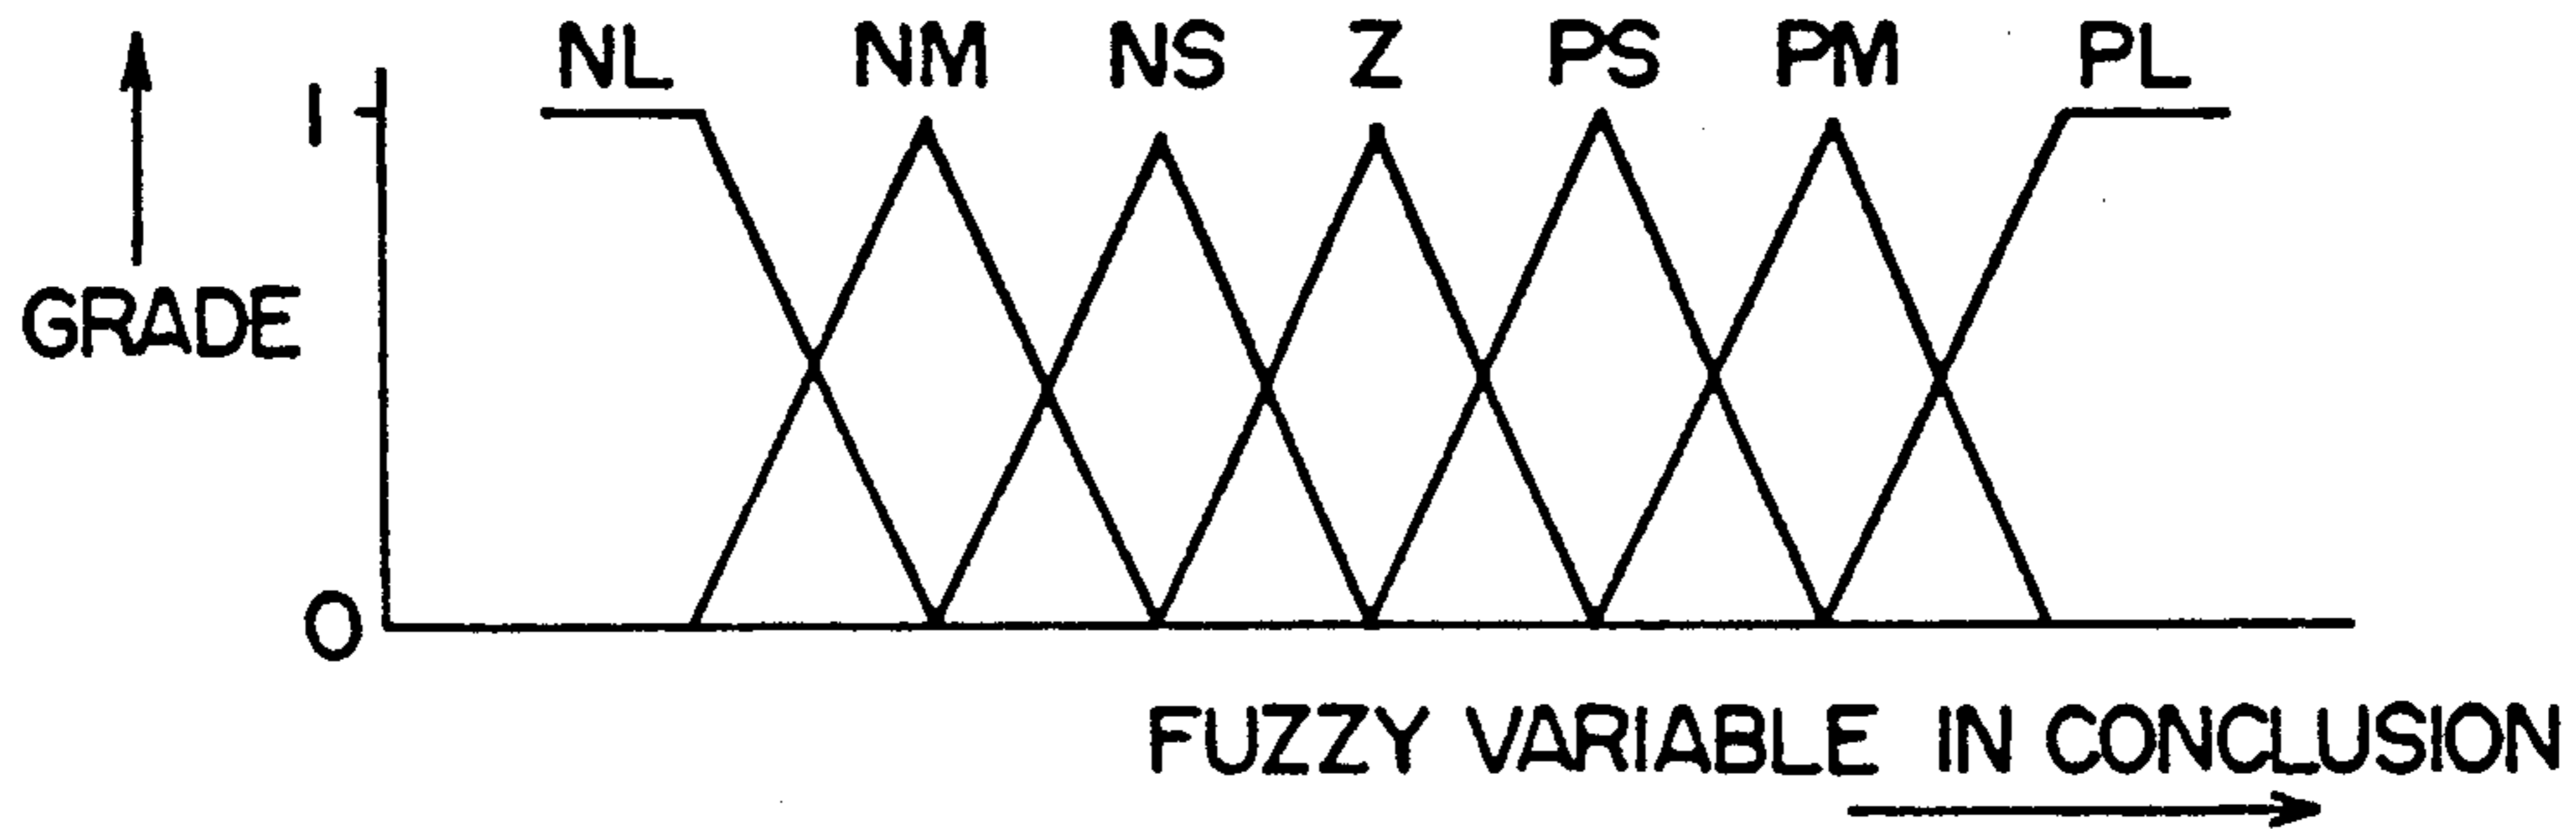 NL NM NS Z PS PM PL
1
GRADE
0
FUZZY VARIABLE IN CONCLUSION